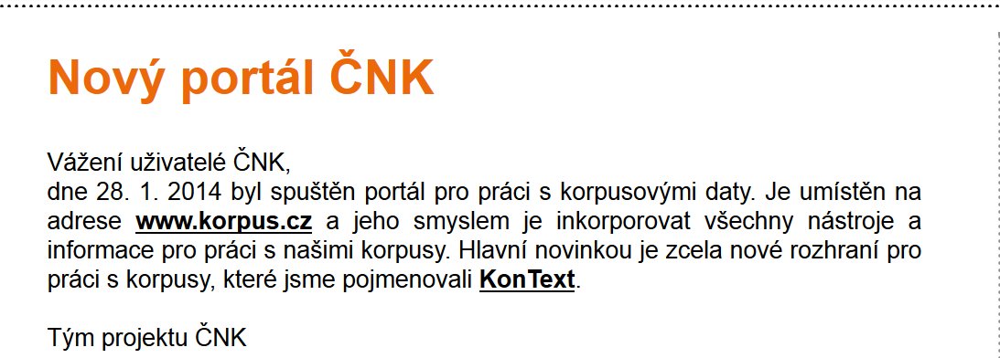 Nový portál ČNK
Vážení uživatelé ČNK,
dne 28. 1. 2014 byl spuštěn portál pro práci s korpusovými daty. Je umístěn na
adrese www.korpus.cz a jeho smyslem je inkorporovat všechny nástroje a
informace pro práci s našimi korpusy. Hlavní novinkou je zcela nové rozhraní pro
práci s korpusy, které jsme pojmenovali KonText.
Tým projektu ČNK